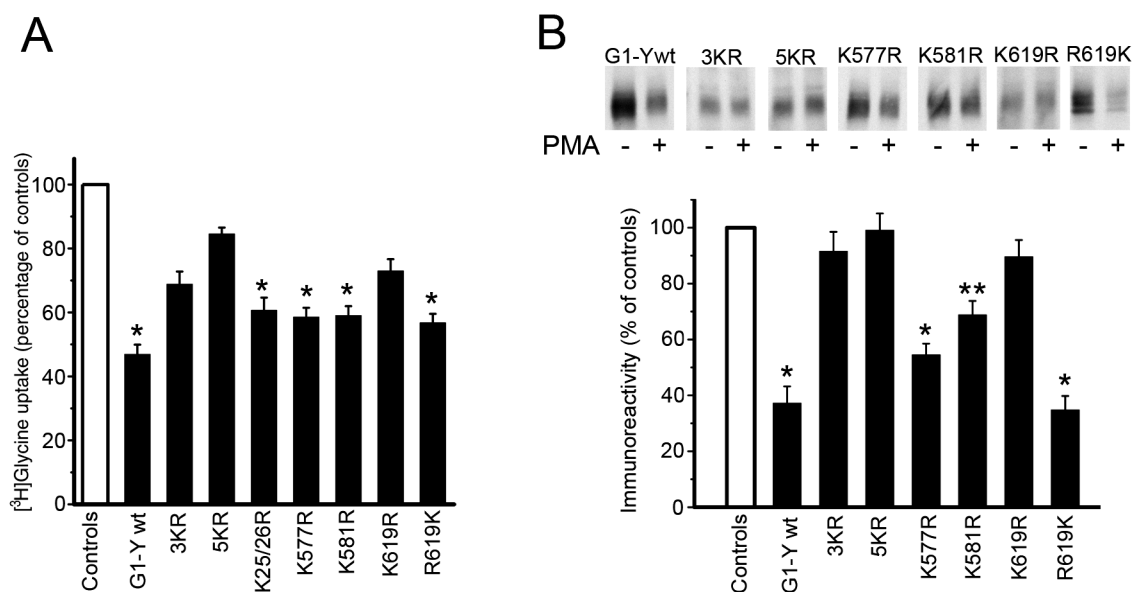 A
[³H]Glycine uptake (percentage of controls)
100
80
60
40
20
0
*
*
*
*
*
Controls
G1-Y wt
3KR
5KR
K25/26R
K577R
K581R
K619R
R619K
B
G1-Ywt 3KR 5KR K577R K581R K619R R619K
PMA - + - + - + - + - + - + - +
Immunoreactivity (% of controls)
100
80
60
40
20
0
*
*
**
*
Controls
G1-Y wt
3KR
5KR
K577R
K581R
K619R
R619K